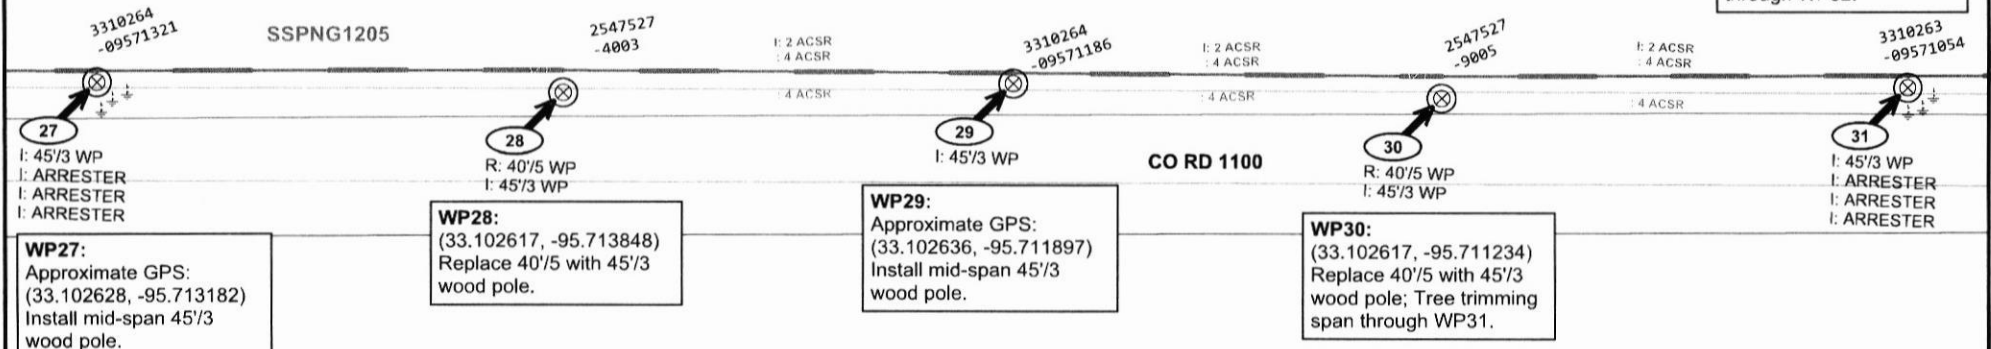 3310264
-09571321
SSPNG1205
2547527
-4003
I: 2 ACSR
: 4 ACSR
: 4 ACSR
3310264
-09571186
I: 2 ACSR
: 4 ACSR
: 4 ACSR
2547527
-9005
I: 2 ACSR
: 4 ACSR
: 4 ACSR
3310263
-09571054
27
I: 45'/3 WP
I: ARRESTER
I: ARRESTER
I: ARRESTER
WP27:
Approximate GPS:
(33.102628, -95.713182)
Install mid-span 45'/3
wood pole.
28
R: 40'/5 WP
I: 45'/3 WP
WP28:
(33.102617, -95.713848)
Replace 40'/5 with 45'/3
wood pole.
29
I: 45'/3 WP
WP29:
Approximate GPS:
(33.102636, -95.711897)
Install mid-span 45'/3
wood pole.
CO RD 1100
30
R: 40'/5 WP
I: 45'/3 WP
WP30:
(33.102617, -95.711234)
Replace 40'/5 with 45'/3
wood pole; Tree trimming
span through WP31.
31
I: 45'/3 WP
I: ARRESTER
I: ARRESTER
I: ARRESTER